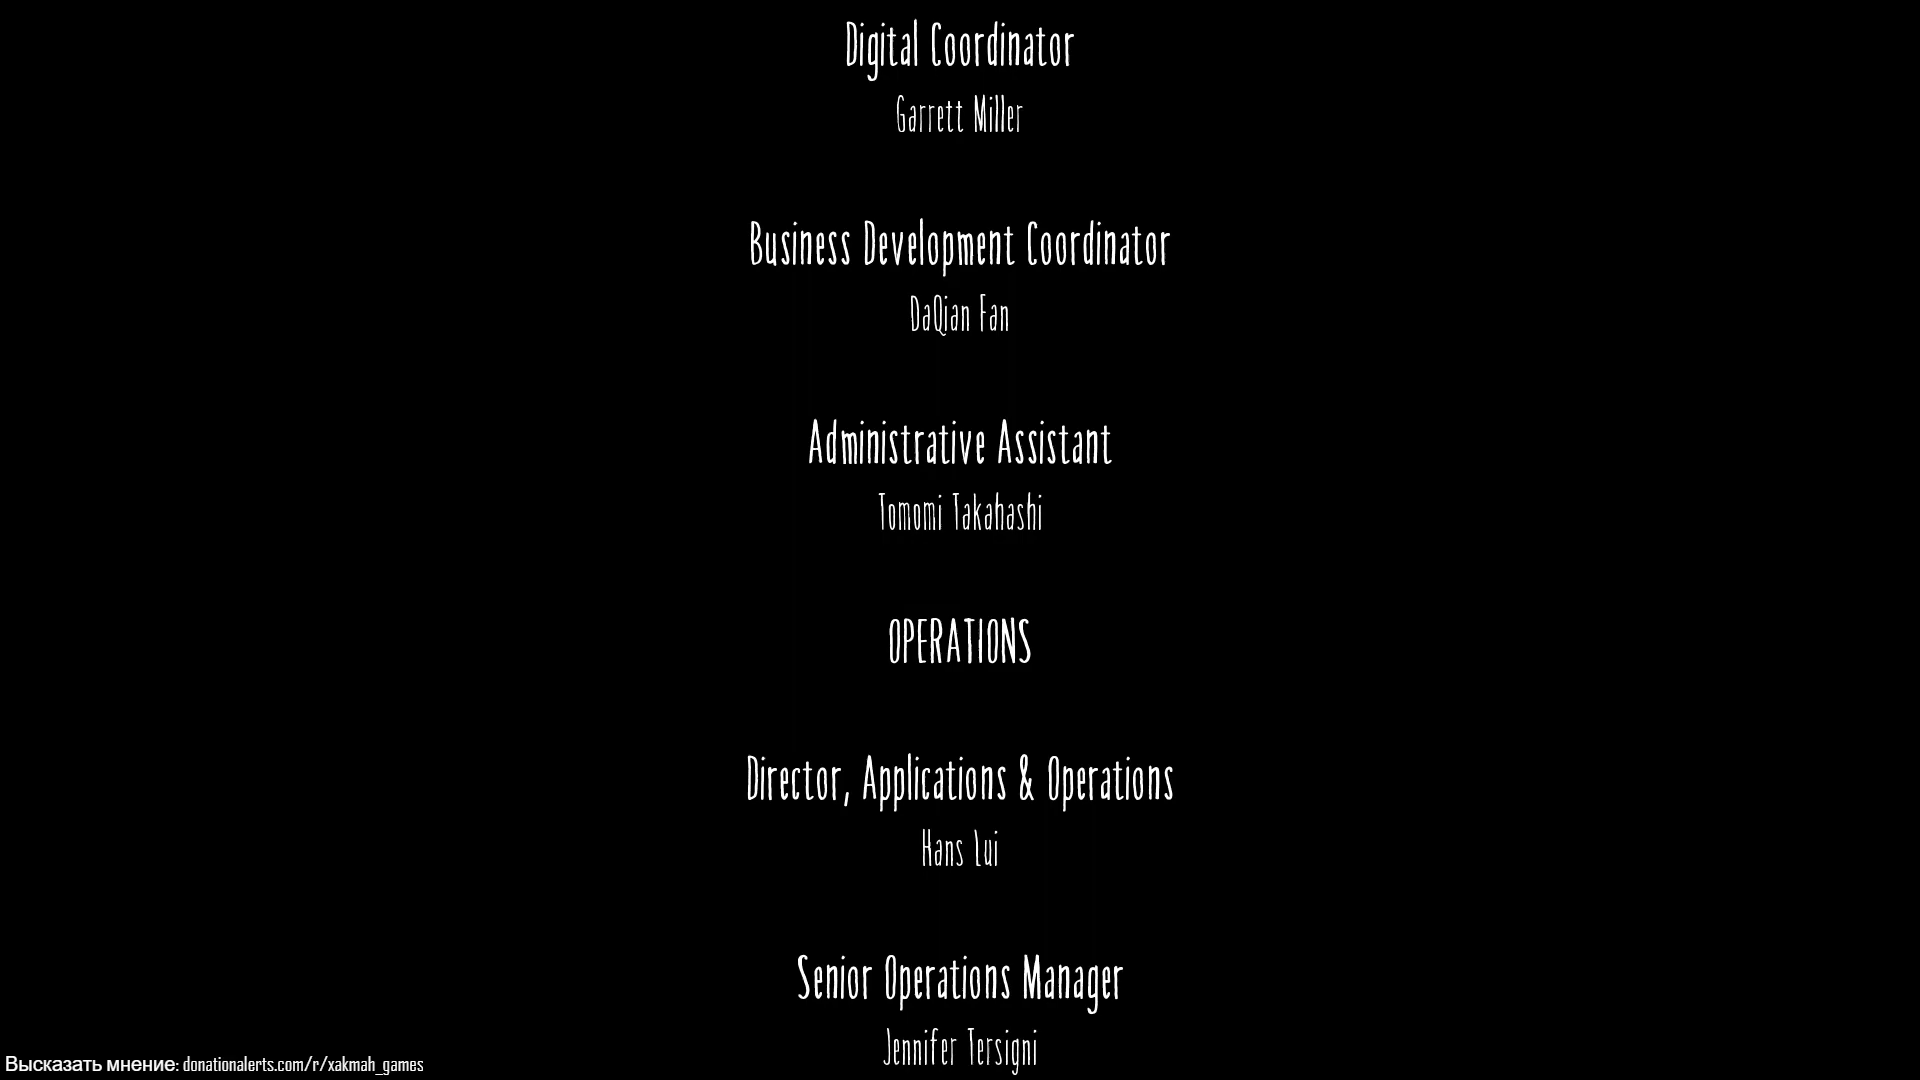 Digital Coordinator
Garrett Miller
Business Development Coordinator
DaQian Fan
Administrative Assistant
Tomomi Takahashi
OPERATIONS
Director, Applications & Operations
Hans Lui
Senior Operations Manager
Jennifer Tersigni
Высказать мнение: donationalerts.com/r/xakmah_games